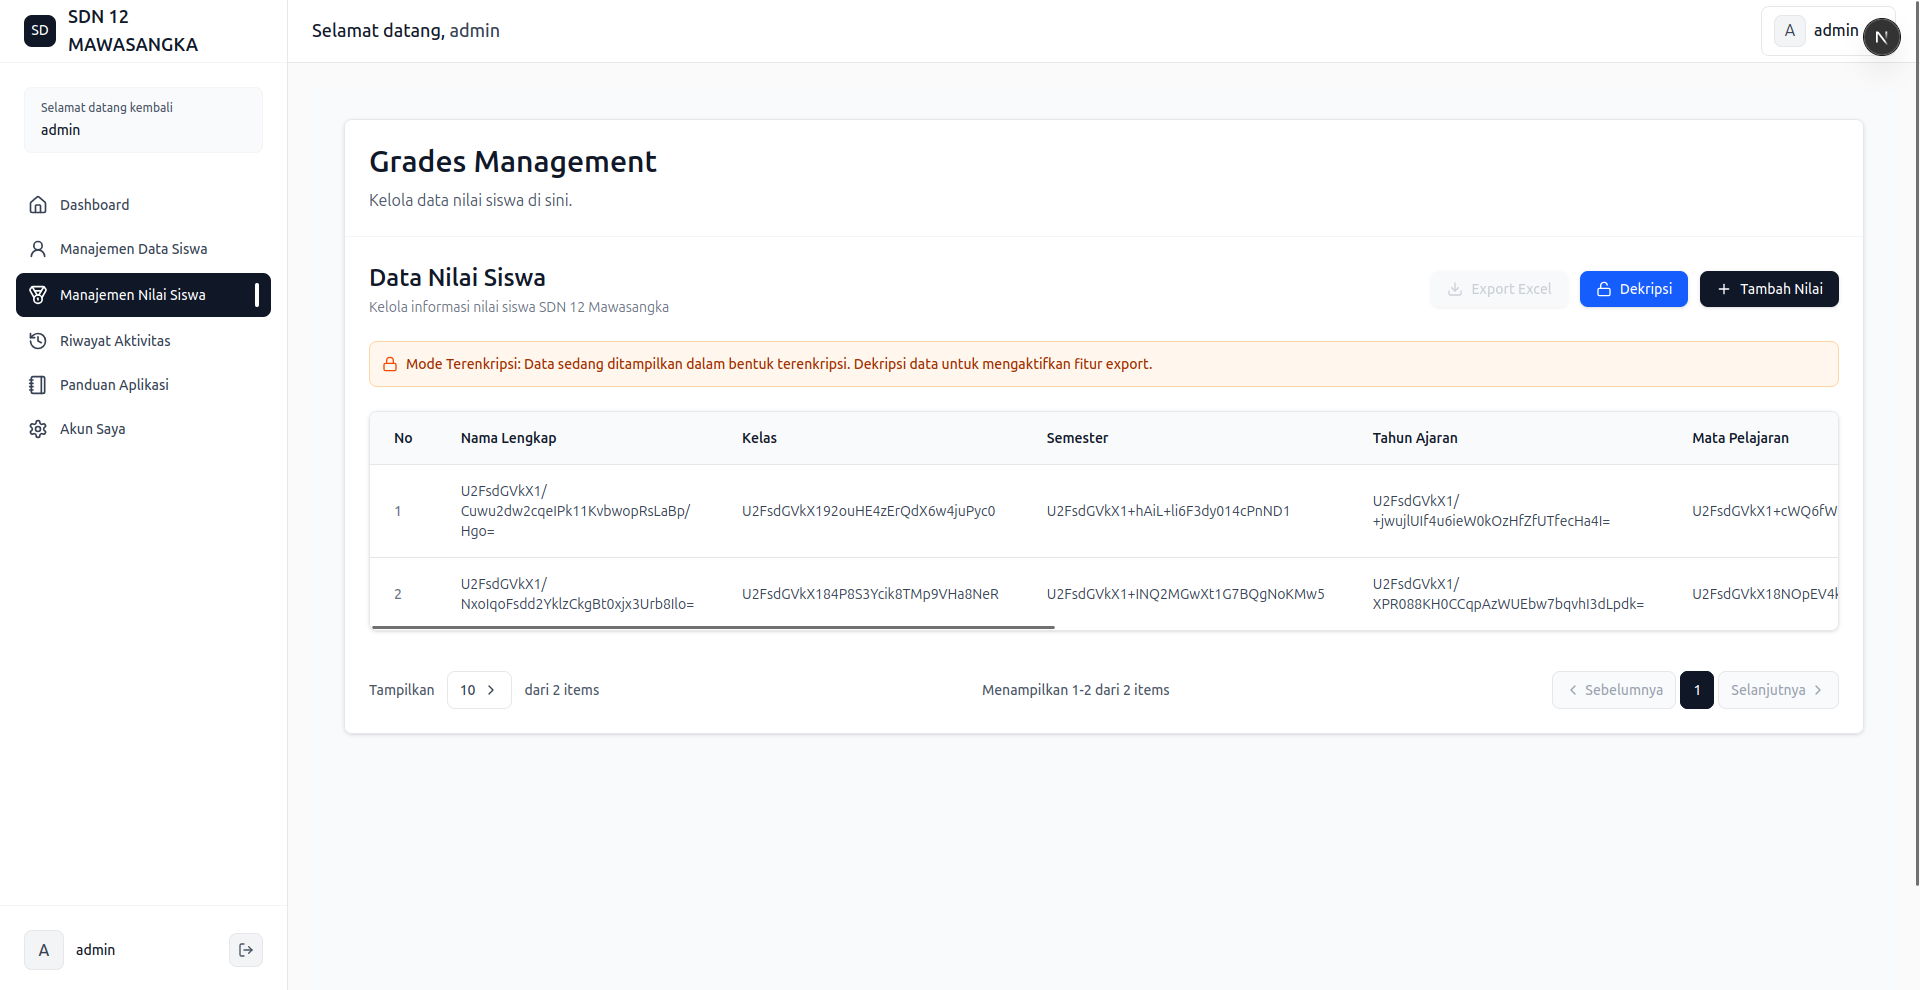 SD
SDN 12
MAWASANGKA
Selamat datang, admin
A
admin
N
Selamat datang kembali
admin
Dashboard
Manajemen Data Siswa
Manajemen Nilai Siswa
Riwayat Aktivitas
Panduan Aplikasi
Akun Saya
A
admin
Grades Management
Kelola data nilai siswa di sini.
Data Nilai Siswa
Kelola informasi nilai siswa SDN 12 Mawasangka
Export Excel
Dekripsi
Tambah Nilai
Mode Terenkripsi: Data sedang ditampilkan dalam bentuk terenkripsi. Dekripsi data untuk mengaktifkan fitur export.
No Nama Lengkap Kelas Semester Tahun Ajaran Mata Pelajaran
1
U2FsdGVkX1/
Cuwu2dw2cqeIPk11KvbwopRsLaBp/
Hgo=
U2FsdGVkX192ouHE4zErQdX6w4juPyc0
U2FsdGVkX1+hAiL+li6F3dy014cPnND1
U2FsdGVkX1/
+jwujlUIf4u6ieW0kOzHfZfUTfecHa4I=
U2FsdGVkX1+cWQ6fW
2
U2FsdGVkX1/
NxoIqoFsdd2YklzCkgBt0xjx3Urb8Ilo=
U2FsdGVkX184P8S3Ycik8TMp9VHa8NeR
U2FsdGVkX1+INQ2MGwXt1G7BQgNoKMw5
U2FsdGVkX1/
XPR088KH0CCqpAzWUEbw7bqvhI3dLpdk=
U2FsdGVkX18NOpEV4k
Tampilkan 10 dari 2 items
Menampilkan 1-2 dari 2 items
Sebelumnya 1 Selanjutnya